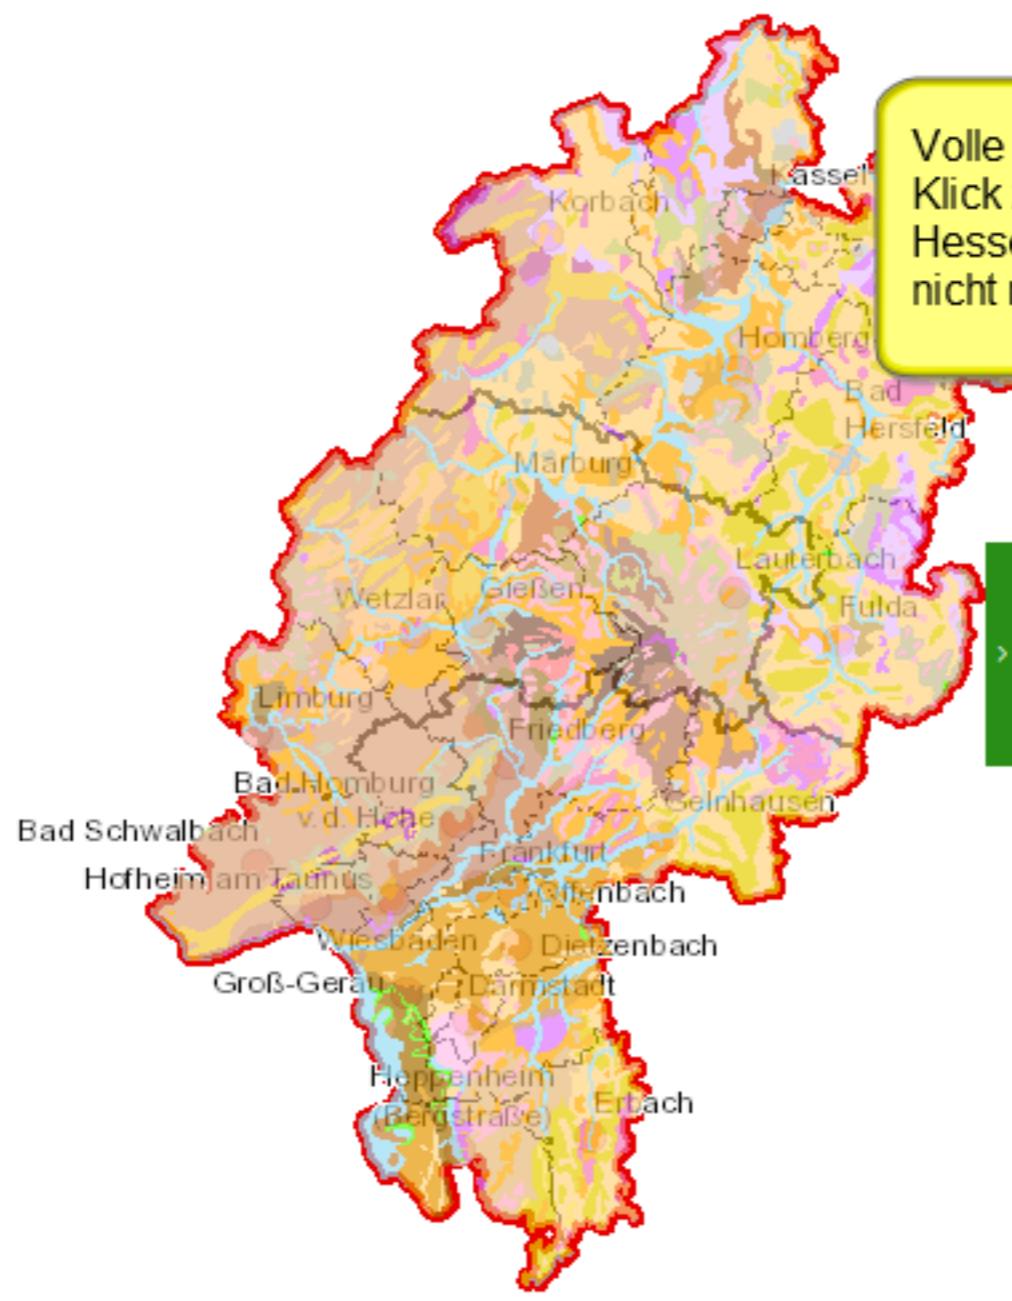 Volle
Klick
Hess
nicht
Kassel
Korbach
Homberg
Bad
Hersfeld
Marburg
Lauterbach
Gießen
Wetzlar
Fulda
Limburg
Friedberg
Bad Homburg
v.d. Höhe
Gelnhausen
Bad Schwalbach
Frankfurt
Hofheim am Taunus
Offenbach
Wiesbaden
Dietzenbach
Groß-Gerau
Darmstadt
Heppenheim
(Bergstraße)
Erbach